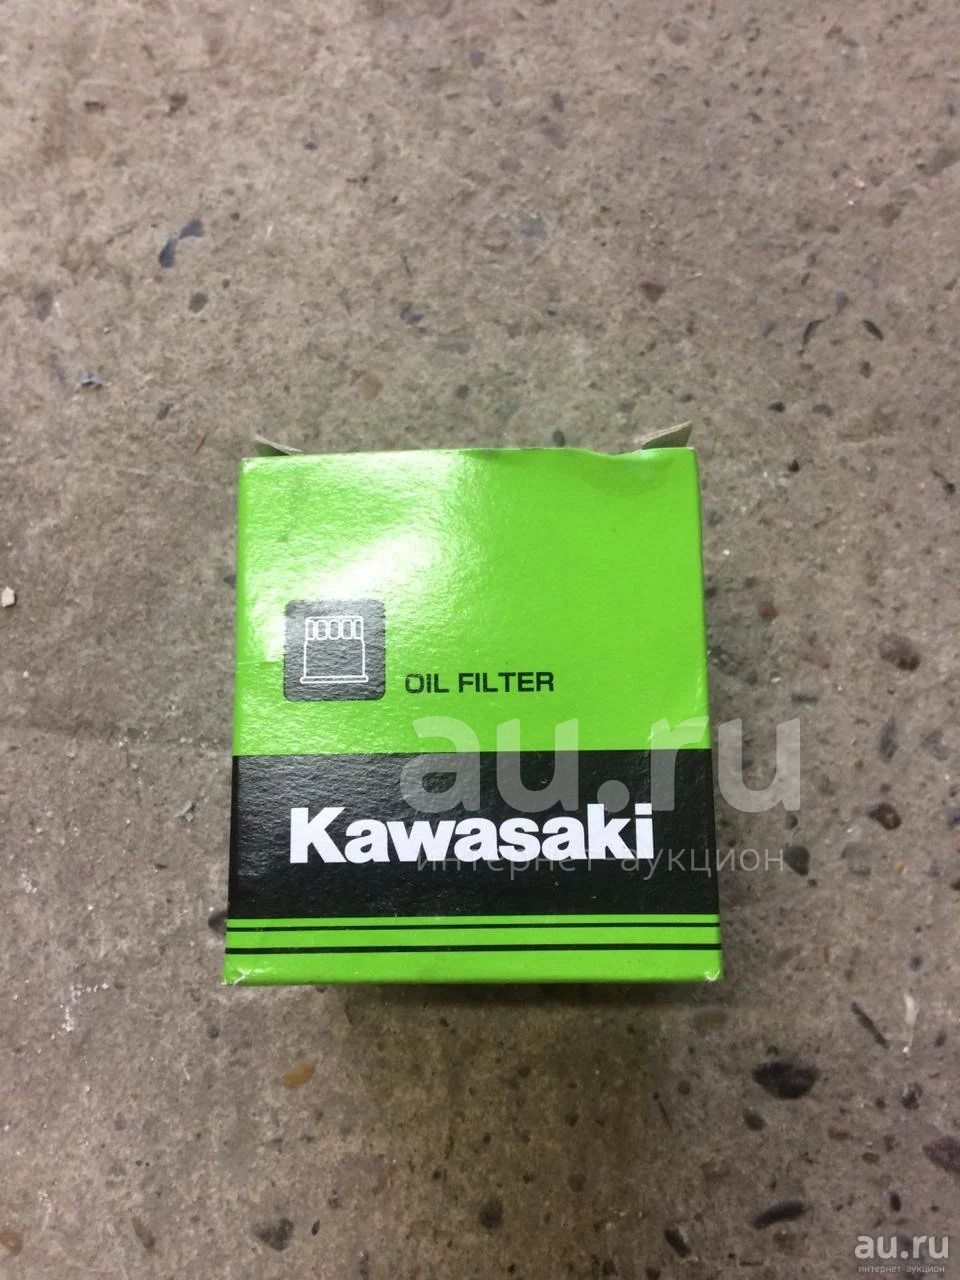 OIL FILTER
au.ru
Kawasaki
интернет-аукцион
au.ru
интернет-аукцион